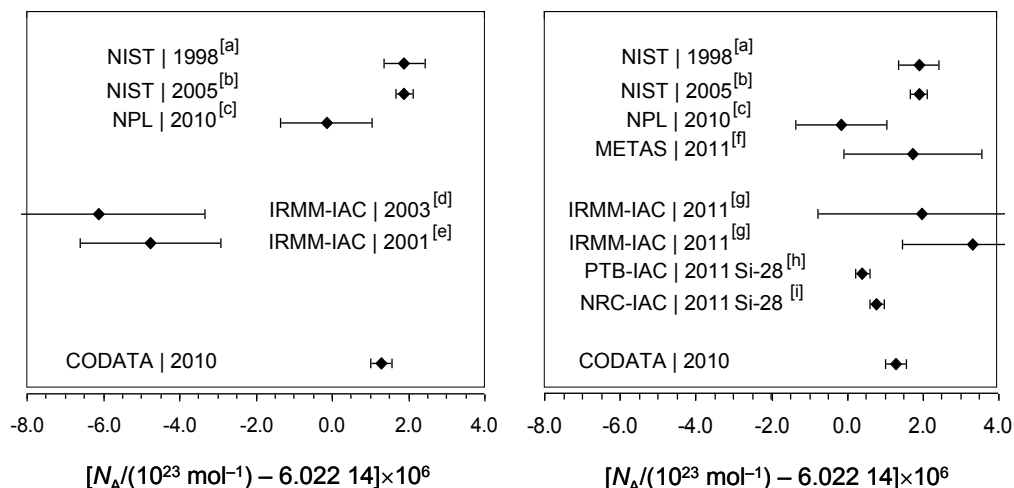 NIST | 1998[a]
NIST | 2005[b]
NPL | 2010[c]
IRMM-IAC | 2003[d]
IRMM-IAC | 2001[e]
CODATA | 2010
-8.0 -6.0 -4.0 -2.0 0.0 2.0 4.0
[NA/(10²³ mol⁻¹) – 6.022 14]×10⁶
NIST | 1998[a]
NIST | 2005[b]
NPL | 2010[c]
METAS | 2011[f]
IRMM-IAC | 2011[g]
IRMM-IAC | 2011[g]
PTB-IAC | 2011 Si-28[h]
NRC-IAC | 2011 Si-28[i]
CODATA | 2010
-8.0 -6.0 -4.0 -2.0 0.0 2.0 4.0
[NA/(10²³ mol⁻¹) – 6.022 14]×10⁶